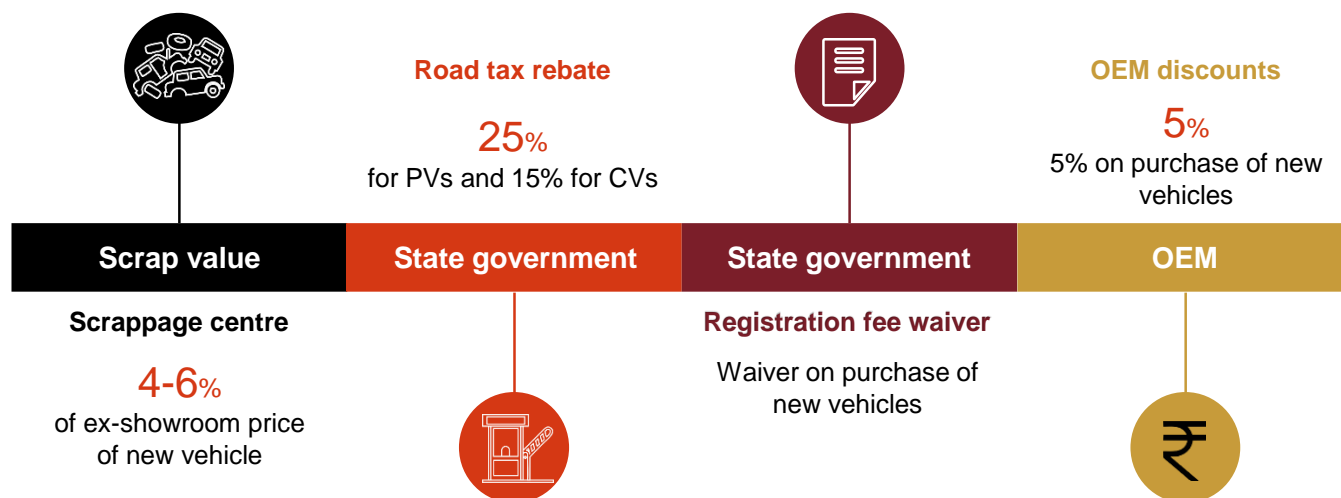 Road tax rebate
25%
for PVs and 15% for CVs
OEM discounts
5%
5% on purchase of new
vehicles
Scrap value
State government
State government
OEM
Scrappage centre
4-6%
of ex-showroom price
of new vehicle
Registration fee waiver
Waiver on purchase of
new vehicles
₹